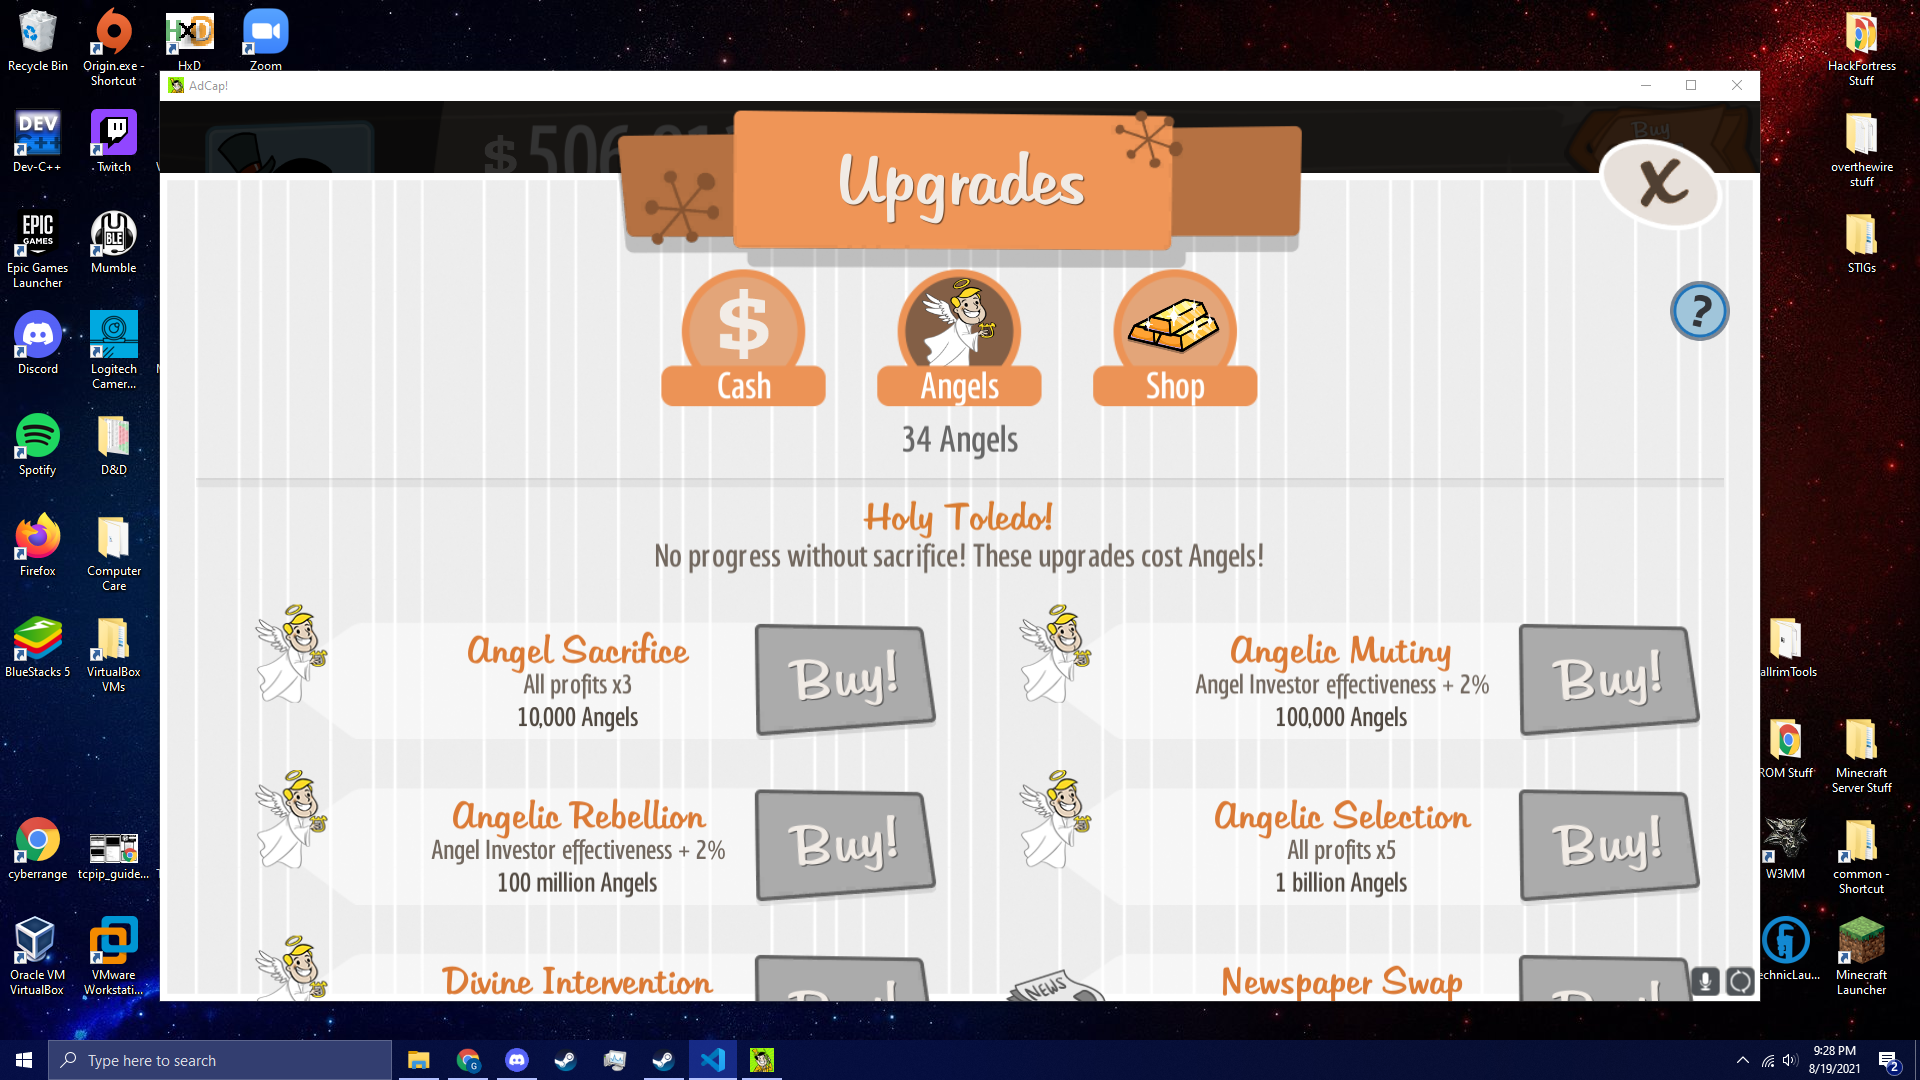 Recycle Bin
Origin.exe -
Shortcut
HxD
Zoom
HackFortress
Stuff
AdCap!
DEV
C++
Dev-C++
Twitch
overthewire
stuff
EPIC
GAMES
Epic Games
Launcher
UBLE
Mumble
STIGs
Discord
Logitech
Camer...
Spotify
D&D
Firefox
Computer
Care
BlueStacks 5
VirtualBox
VMs
allrimTools
ROM Stuff
Minecraft
Server Stuff
cyberrange
tcpip_guide...
W3MM
common -
Shortcut
Oracle VM
VirtualBox
VMware
Workstati...
echnicLau...
Minecraft
Launcher
Buy
Upgrades
X
?
$
Cash
Angels
Shop
34 Angels
Holy Toledo!
No progress without sacrifice! These upgrades cost Angels!
Angel Sacrifice
All profits x3
10,000 Angels
Buy!
Angelic Mutiny
Angel Investor effectiveness + 2%
100,000 Angels
Buy!
Angelic Rebellion
Angel Investor effectiveness + 2%
100 million Angels
Buy!
Angelic Selection
All profits x5
1 billion Angels
Buy!
Divine Intervention
NEWS
Newspaper Swap
Type here to search
9:28 PM
8/19/2021
2